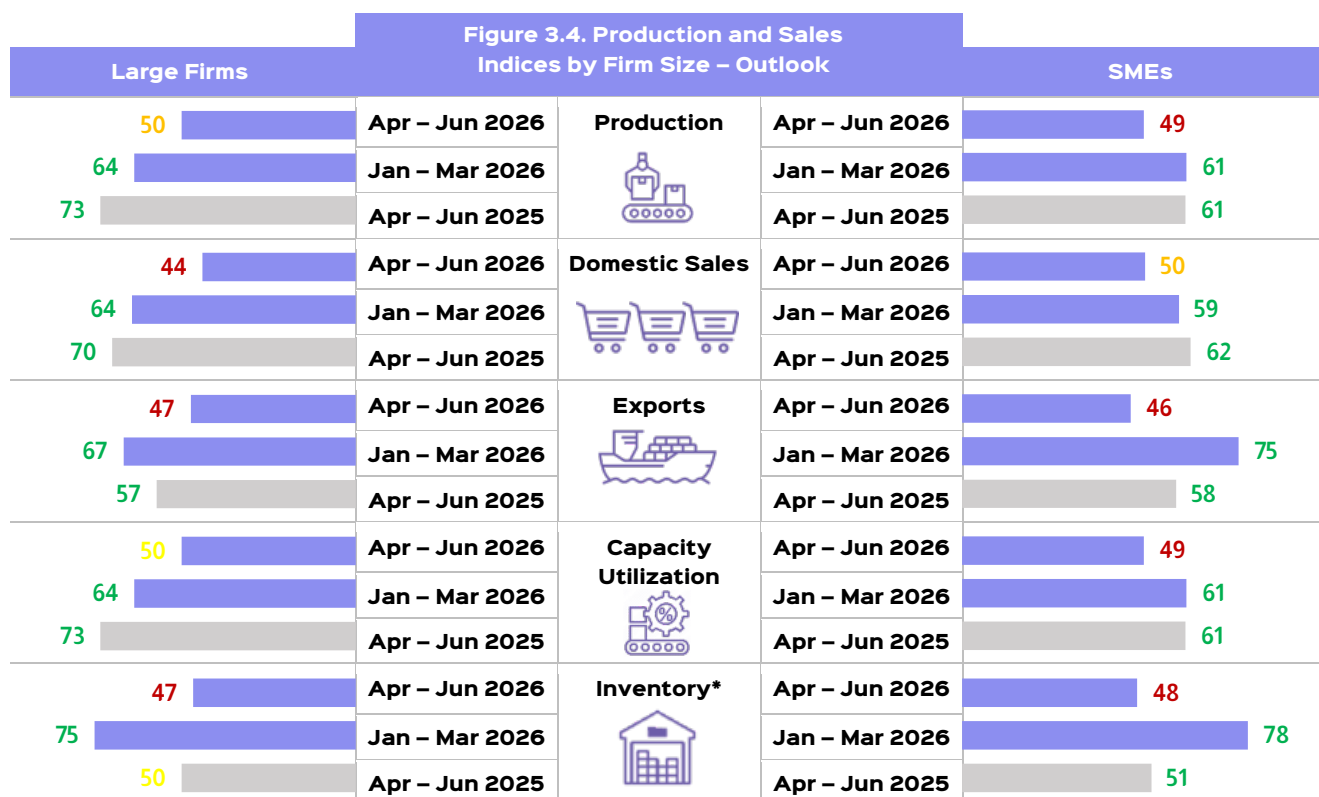 Figure 3.4. Production and Sales
Indices by Firm Size – Outlook
Large Firms
SMEs
50 Apr – Jun 2026 Production Apr – Jun 2026 49
64 Jan – Mar 2026 Jan – Mar 2026 61
73 Apr – Jun 2025 Apr – Jun 2025 61
44 Apr – Jun 2026 Domestic Sales Apr – Jun 2026 50
64 Jan – Mar 2026 Jan – Mar 2026 59
70 Apr – Jun 2025 Apr – Jun 2025 62
47 Apr – Jun 2026 Exports Apr – Jun 2026 46
67 Jan – Mar 2026 Jan – Mar 2026 75
57 Apr – Jun 2025 Apr – Jun 2025 58
50 Apr – Jun 2026 Capacity Apr – Jun 2026 49
Utilization
64 Jan – Mar 2026 % Jan – Mar 2026 61
73 Apr – Jun 2025 Apr – Jun 2025 61
47 Apr – Jun 2026 Inventory* Apr – Jun 2026 48
75 Jan – Mar 2026 Jan – Mar 2026 78
50 Apr – Jun 2025 Apr – Jun 2025 51